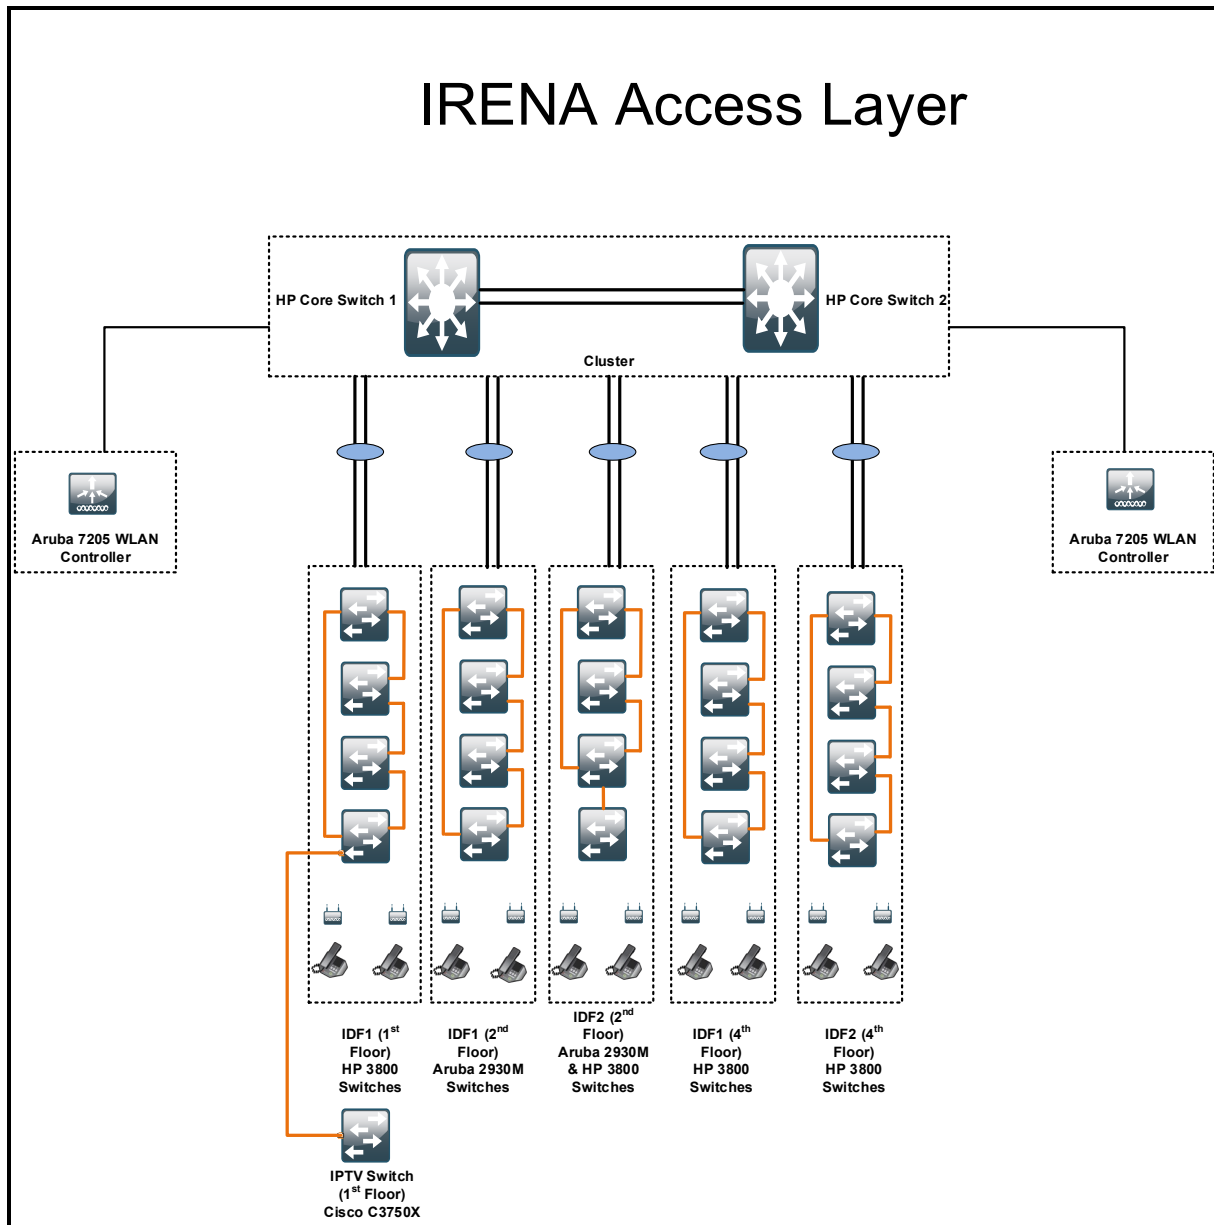 IRENA Access Layer
HP Core Switch 1
HP Core Switch 2
Cluster
Aruba 7205 WLAN
Controller
Aruba 7205 WLAN
Controller
IDF1 (1st
Floor)
HP 3800
Switches
IDF1 (2nd
Floor)
Aruba 2930M
Switches
IDF2 (2nd
Floor)
Aruba 2930M
& HP 3800
Switches
IDF1 (4th
Floor)
HP 3800
Switches
IDF2 (4th
Floor)
HP 3800
Switches
IPTV Switch
(1st Floor)
Cisco C3750X